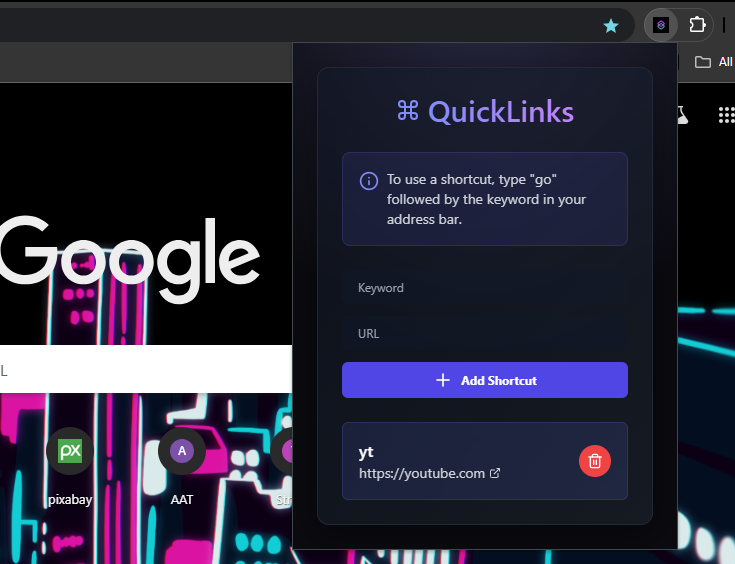 All
⌘ QuickLinks
To use a shortcut, type "go"
followed by the keyword in your
address bar.
Google
Keyword
URL
L
+ Add Shortcut
yt
https://youtube.com
px
A
pixabay
AAT
Str